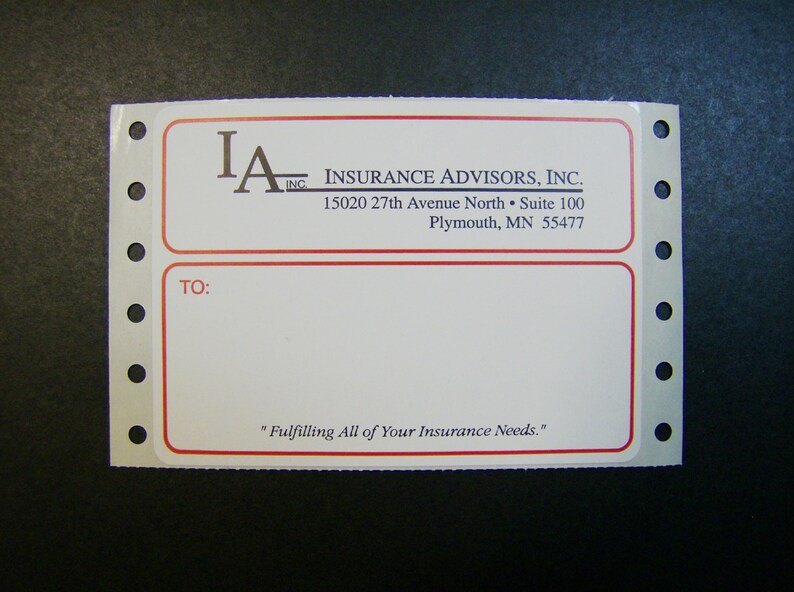 IA INC.
INSURANCE ADVISORS, INC.
15020 27th Avenue North • Suite 100
Plymouth, MN 55477
TO:
"Fulfilling All of Your Insurance Needs."